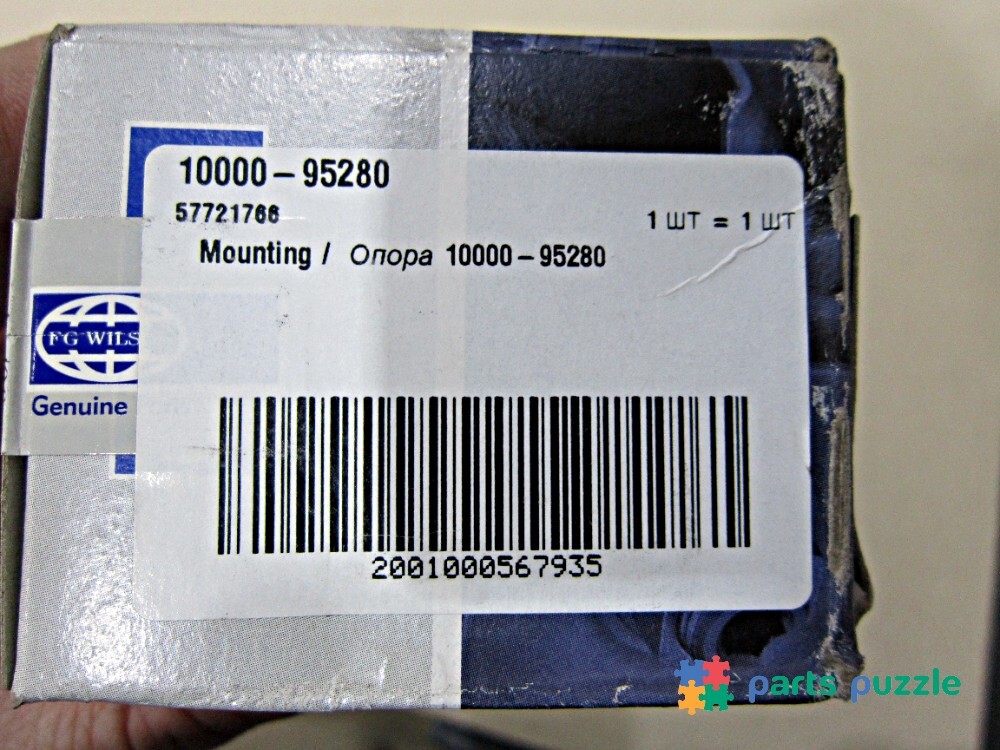 10000-95280
57721766
1 ШТ = 1 ШТ
Mounting / Опора 10000-95280
FG WILS
Genuine
2001000567935
parts puzzle